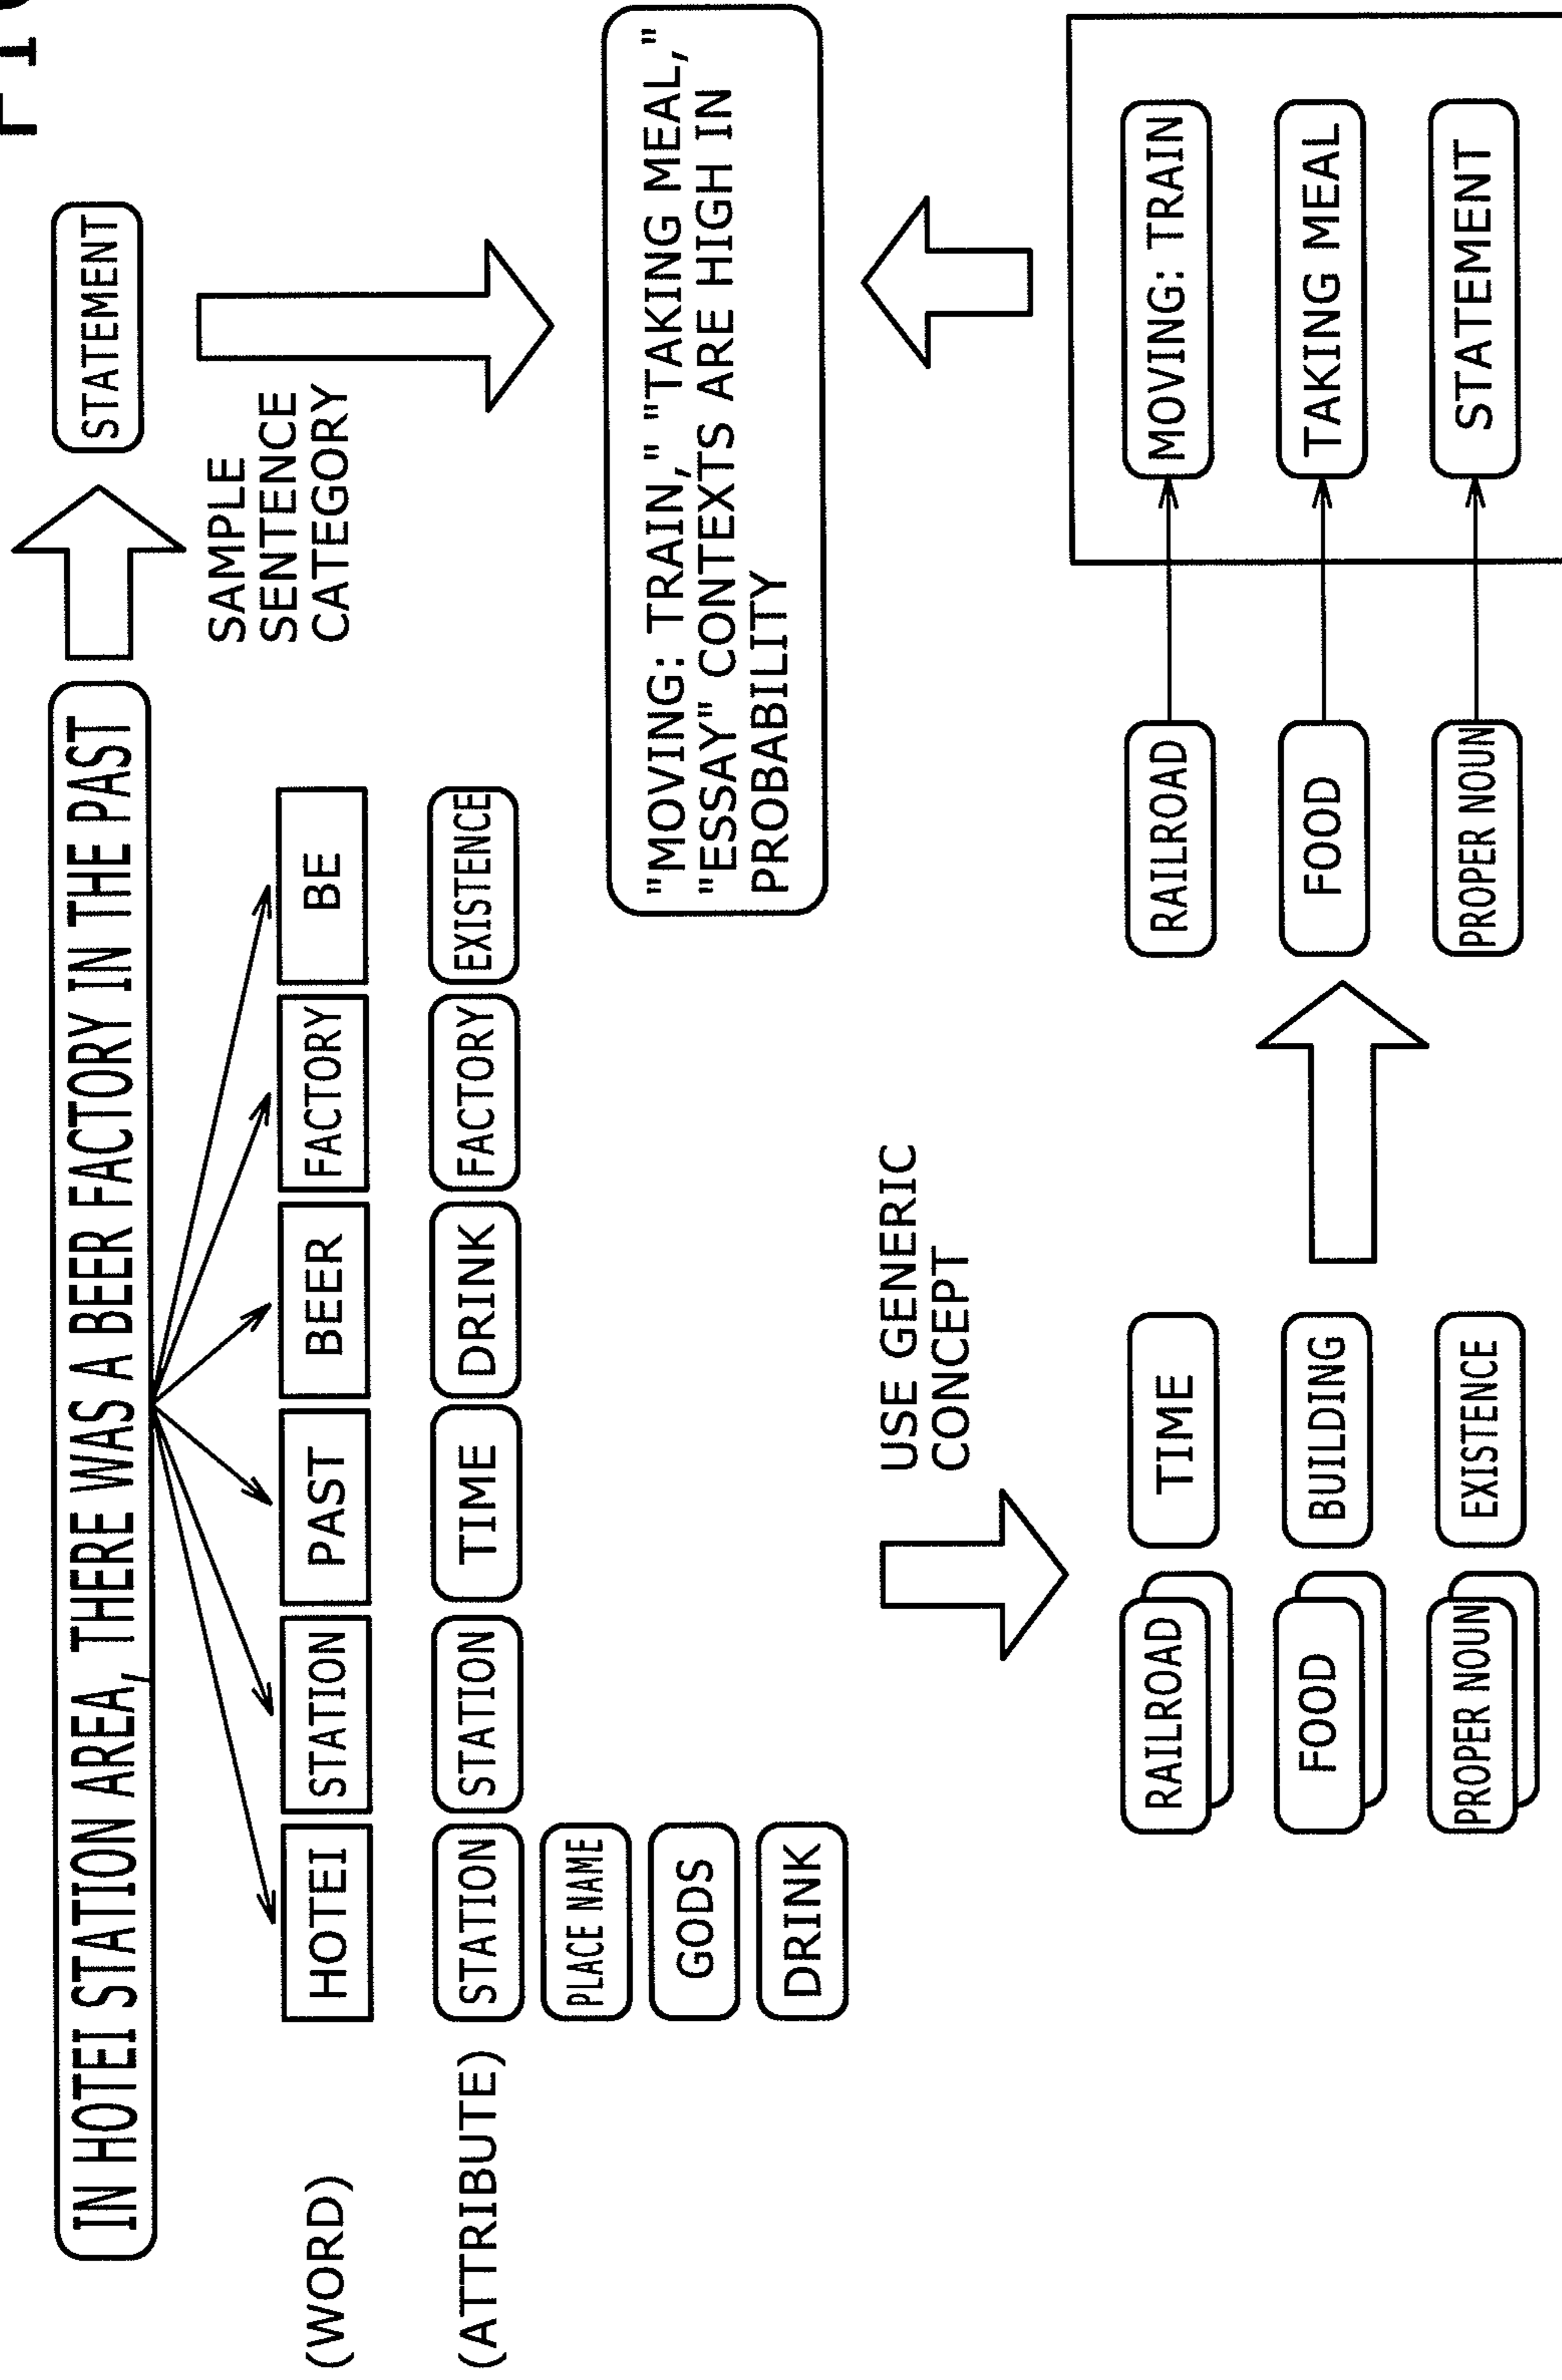 IN HOTEI STATION AREA, THERE WAS A BEER FACTORY IN THE PAST
STATEMENT
SAMPLE
SENTENCE
CATEGORY
(WORD)
HOTEI
STATION
PAST
BEER
FACTORY
BE
(ATTRIBUTE)
STATION
STATION
TIME
DRINK
FACTORY
EXISTENCE
PLACE NAME
GODS
DRINK
"MOVING: TRAIN," "TAKING MEAL,"
"ESSAY" CONTEXTS ARE HIGH IN
PROBABILITY
USE GENERIC
CONCEPT
RAILROAD
TIME
RAILROAD
MOVING: TRAIN
FOOD
BUILDING
FOOD
TAKING MEAL
PROPER NOUN
EXISTENCE
PROPER NOUN
STATEMENT